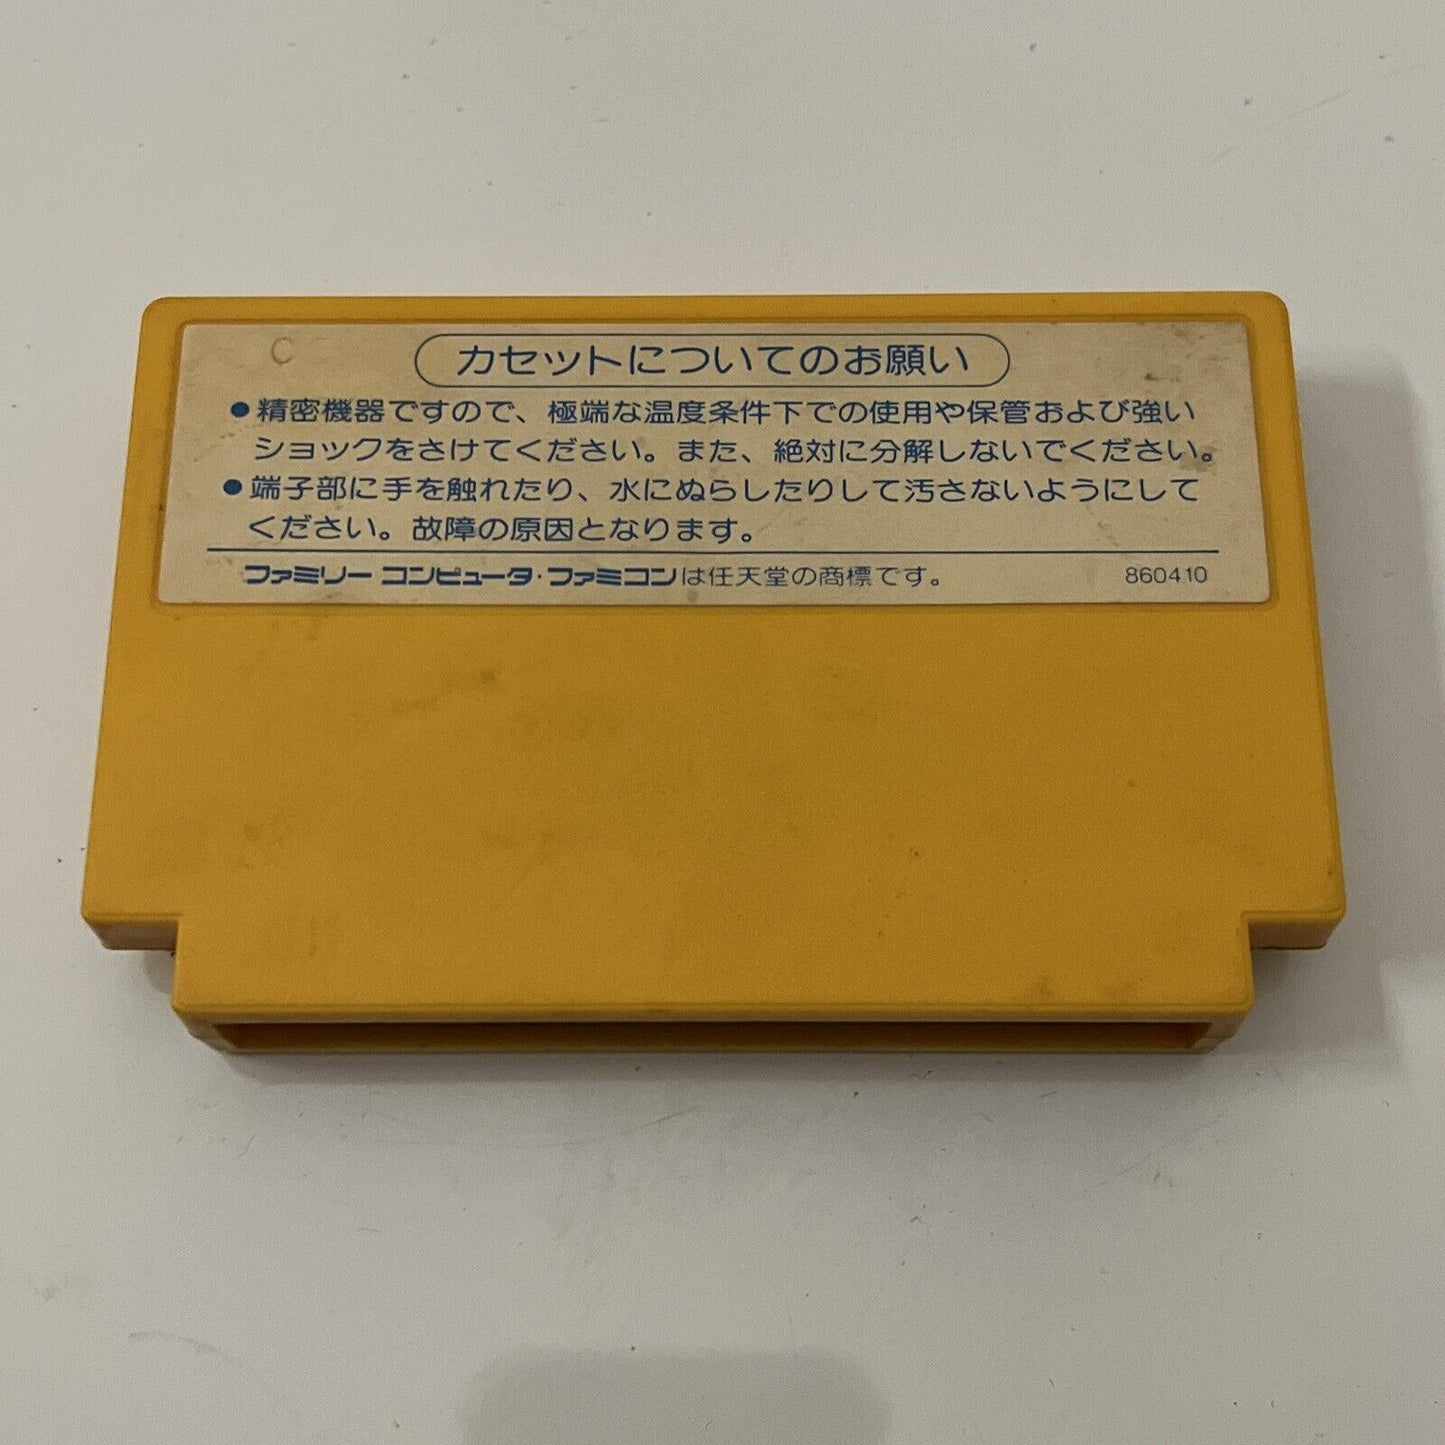 カセットについてのお願い
●精密機器ですので、極端な温度条件下での使用や保管および強い
ショックをさけてください。また、絶対に分解しないでください。
●端子部に手を触れたり、水にぬらしたりして汚さないようにして
ください。故障の原因となります。
ファミリー コンピュータ・ファミコンは任天堂の商標です。 860410